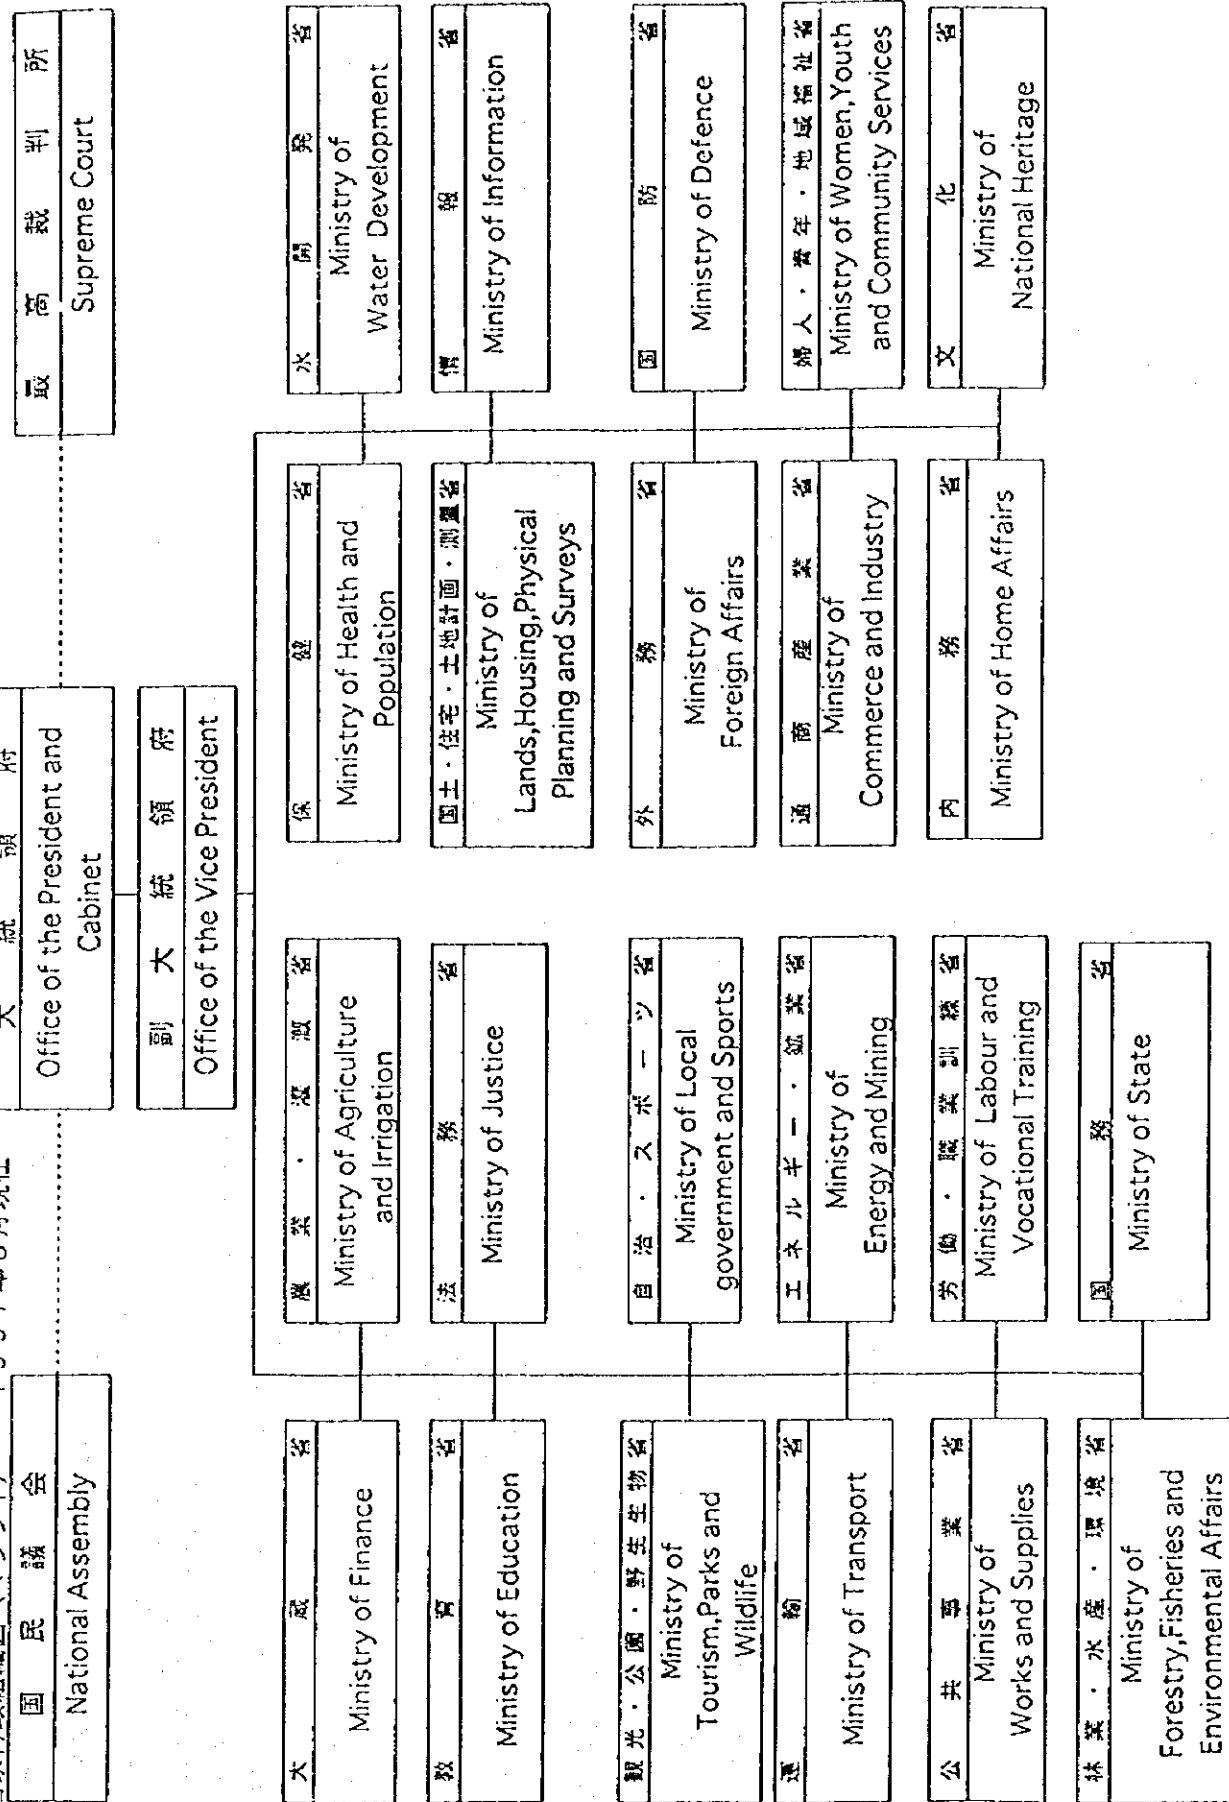 最高裁判所
Supreme Court
大統領府
Office of the President and
Cabinet
国民議会
National Assembly
副大統領府
Office of the Vice President
大蔵省
Ministry of Finance
農業・灌漑省
Ministry of Agriculture
and Irrigation
保健省
Ministry of Health and
Population
水開発省
Ministry of
Water Development
教育省
Ministry of Education
法務省
Ministry of Justice
国土・住宅・土地計画・測量省
Ministry of
Lands,Housing,Physical
Planning and Surveys
情報省
Ministry of Information
観光・公園・野生生物省
Ministry of
Tourism,Parks and
Wildlife
自治・スポーツ省
Ministry of Local
government and Sports
外務省
Ministry of
Foreign Affairs
国防省
Ministry of Defence
運輸省
Ministry of Transport
エネルギー・鉱業省
Ministry of
Energy and Mining
通商産業省
Ministry of
Commerce and Industry
婦人・青年・地域福祉省
Ministry of Women,Youth
and Community Services
公共事業省
Ministry of
Works and Supplies
労働・職業訓練省
Ministry of Labour and
Vocational Training
内務省
Ministry of Home Affairs
文化省
Ministry of
National Heritage
林業・水産・環境省
Ministry of
Forestry,Fisheries and
Environmental Affairs
国務省
Ministry of State